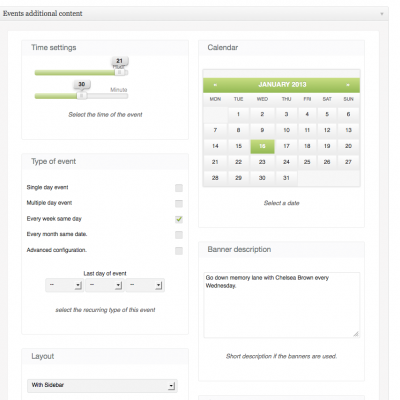 Events additional content
Time settings
21
Hour
30
Minute
Select the time of the event
Type of event
Single day event
Multiple day event
Every week same day
Every month same date.
Advanced configuration.
Last day of event
-- -- --
select the recurring type of this event
Layout
With Sidebar
Calendar
« JANUARY 2013 »
MON TUE WED THU FRI SAT SUN
1 2 3 4 5 6
7 8 9 10 11 12 13
14 15 16 17 18 19 20
21 22 23 24 25 26 27
28 29 30 31
Select a date
Banner description
Go down memory lane with Chelsea Brown every
Wednesday.
Short description if the banners are used.